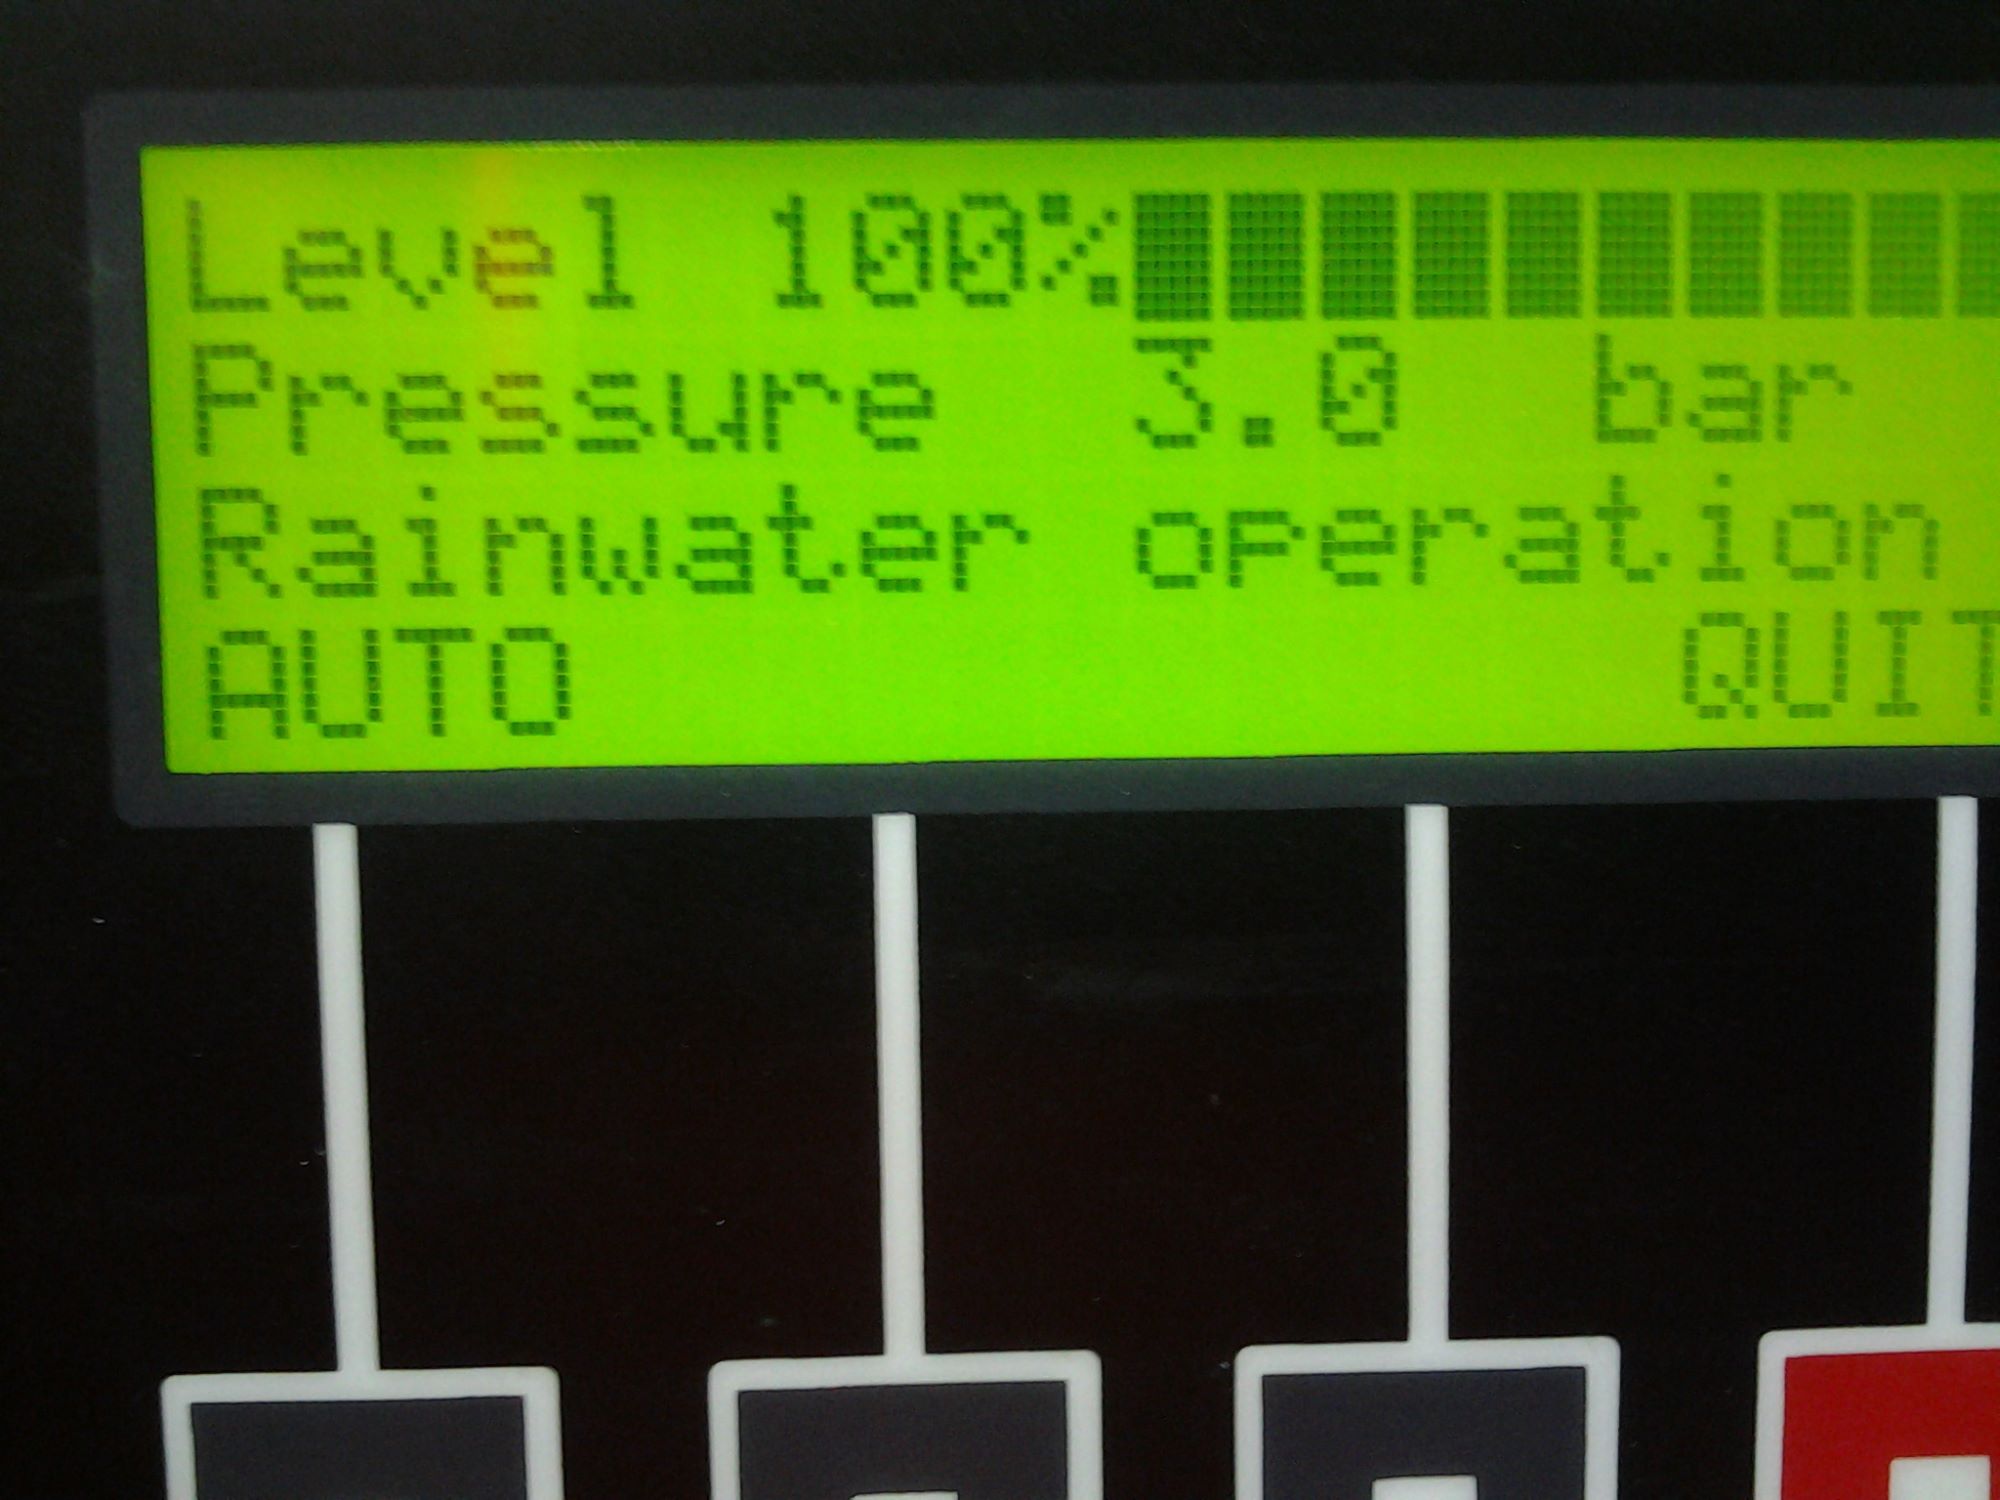 Level 100%
Pressure 3.0 bar
Rainwater operation
AUTO QUIT